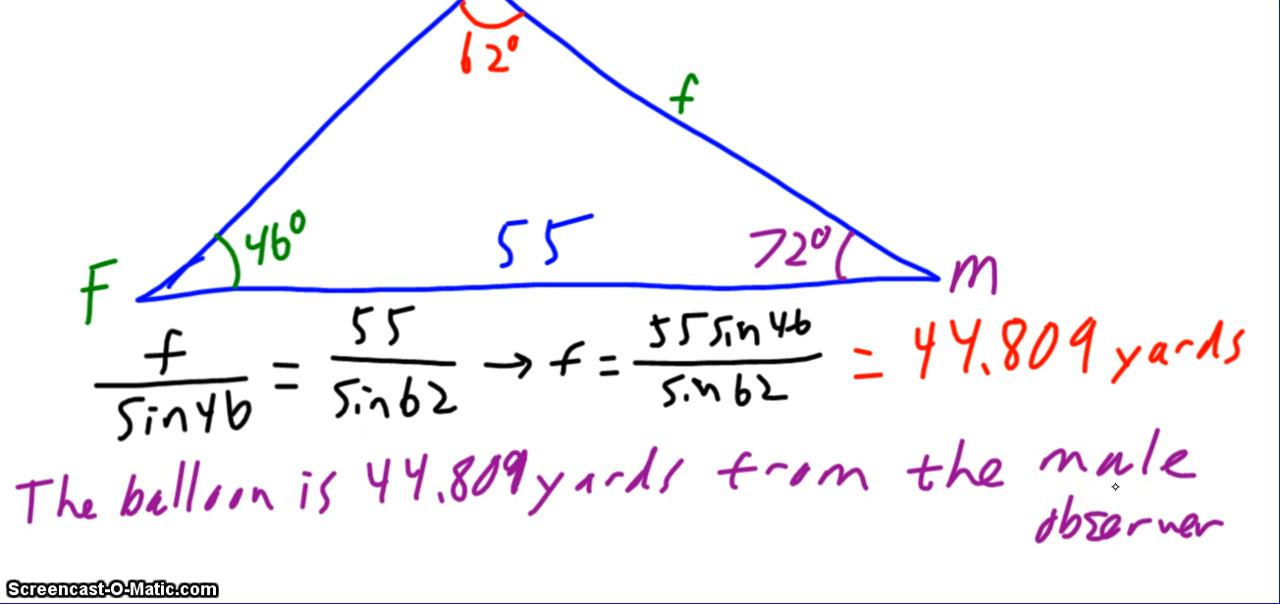 62°
f
46°
55
72°
F
m
f/sin46 = 55/sin62 → f = 55sin46/sin62 = 44.809 yards
The balloon is 44.809 yards from the male
observer
Screencast-O-Matic.com